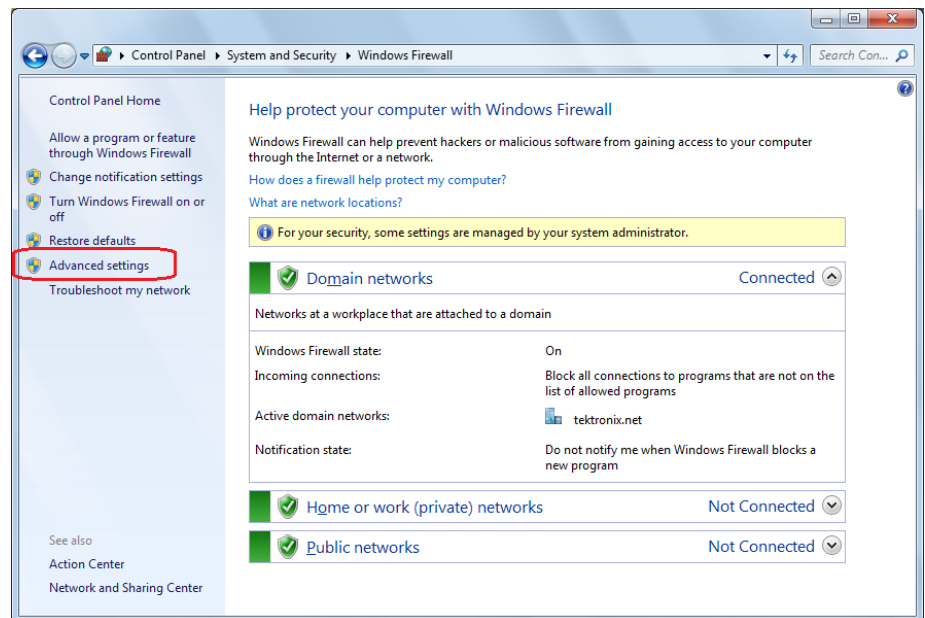 Control Panel ▸ System and Security ▸ Windows Firewall
Search Con...
Control Panel Home
Allow a program or feature
through Windows Firewall
Change notification settings
Turn Windows Firewall on or
off
Restore defaults
Advanced settings
Troubleshoot my network
See also
Action Center
Network and Sharing Center
Help protect your computer with Windows Firewall
Windows Firewall can help prevent hackers or malicious software from gaining access to your computer
through the Internet or a network.
How does a firewall help protect my computer?
What are network locations?
For your security, some settings are managed by your system administrator.
Domain networks Connected
Networks at a workplace that are attached to a domain
Windows Firewall state: On
Incoming connections: Block all connections to programs that are not on the
list of allowed programs
Active domain networks: tektronix.net
Notification state: Do not notify me when Windows Firewall blocks a
new program
Home or work (private) networks Not Connected
Public networks Not Connected